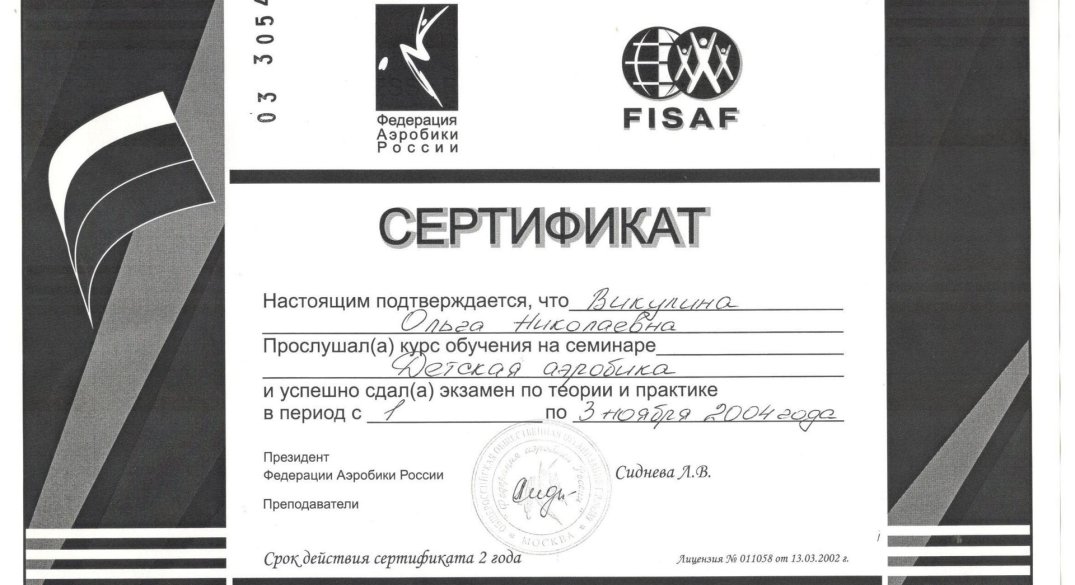 03 3054
Федерация
Аэробики
России
FISAF
СЕРТИФИКАТ
Настоящим подтверждается, что Викулина
Ольга Николаевна
Прослушал(а) курс обучения на семинаре
Детская аэробика
и успешно сдал(а) экзамен по теории и практике
в период с 1 по 3 ноября 2004 года
Президент
Федерации Аэробики России
Сиднева Л.В.
Преподаватели
МОСКВА
Срок действия сертификата 2 года
Лицензия № 011058 от 13.03.2002 г.